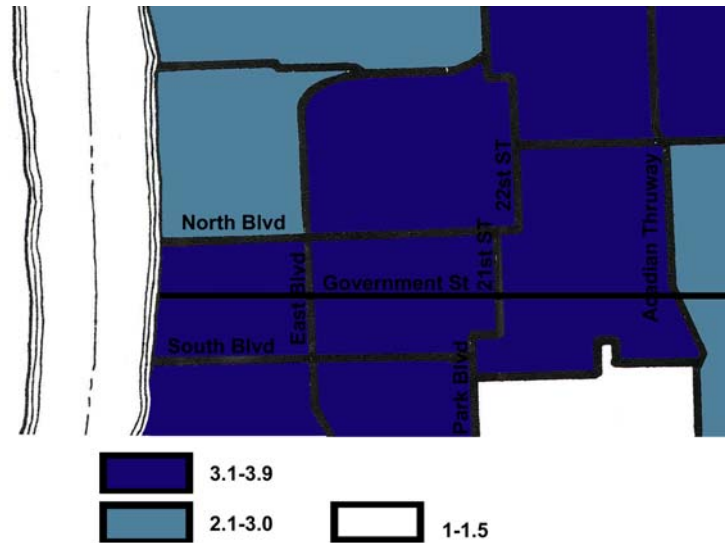 22st ST
Acadian Thruway
North Blvd
21st ST
East Blvd
Government St
South Blvd
Park Blvd
3.1-3.9
2.1-3.0
1-1.5